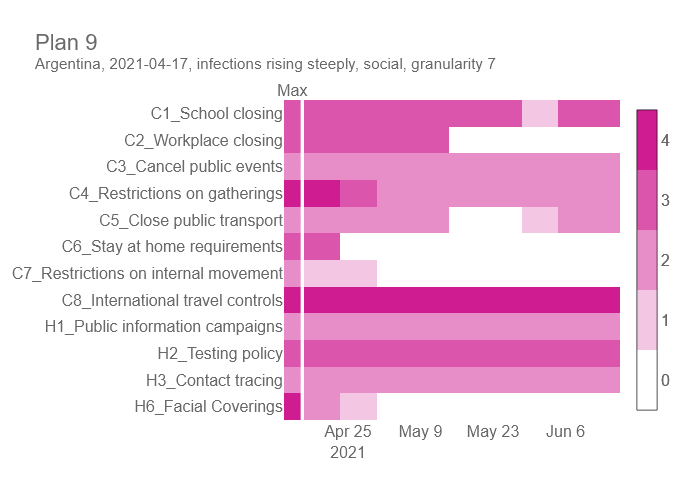 Plan 9
Argentina, 2021-04-17, infections rising steeply, social, granularity 7
Max
C1_School closing
C2_Workplace closing
C3_Cancel public events
C4_Restrictions on gatherings
C5_Close public transport
C6_Stay at home requirements
C7_Restrictions on internal movement
C8_International travel controls
H1_Public information campaigns
H2_Testing policy
H3_Contact tracing
H6_Facial Coverings
Apr 25 May 9 May 23 Jun 6
2021
4
3
2
1
0